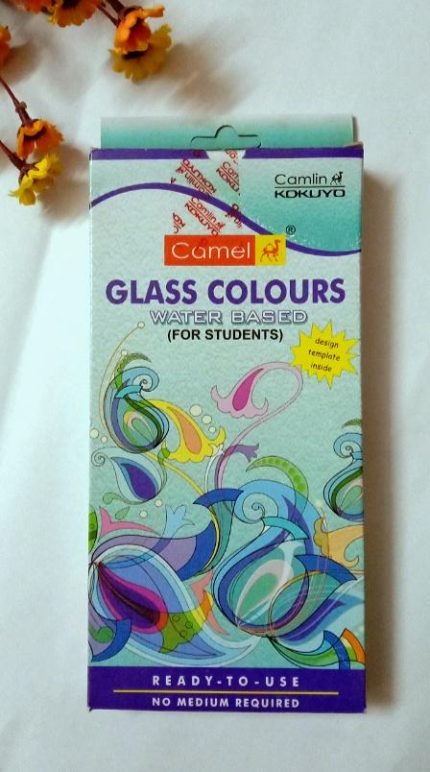 Camlin
KOKUYO
Camel ®
GLASS COLOURS
WATER BASED
(FOR STUDENTS)
design
template
inside
READY-TO-USE
NO MEDIUM REQUIRED